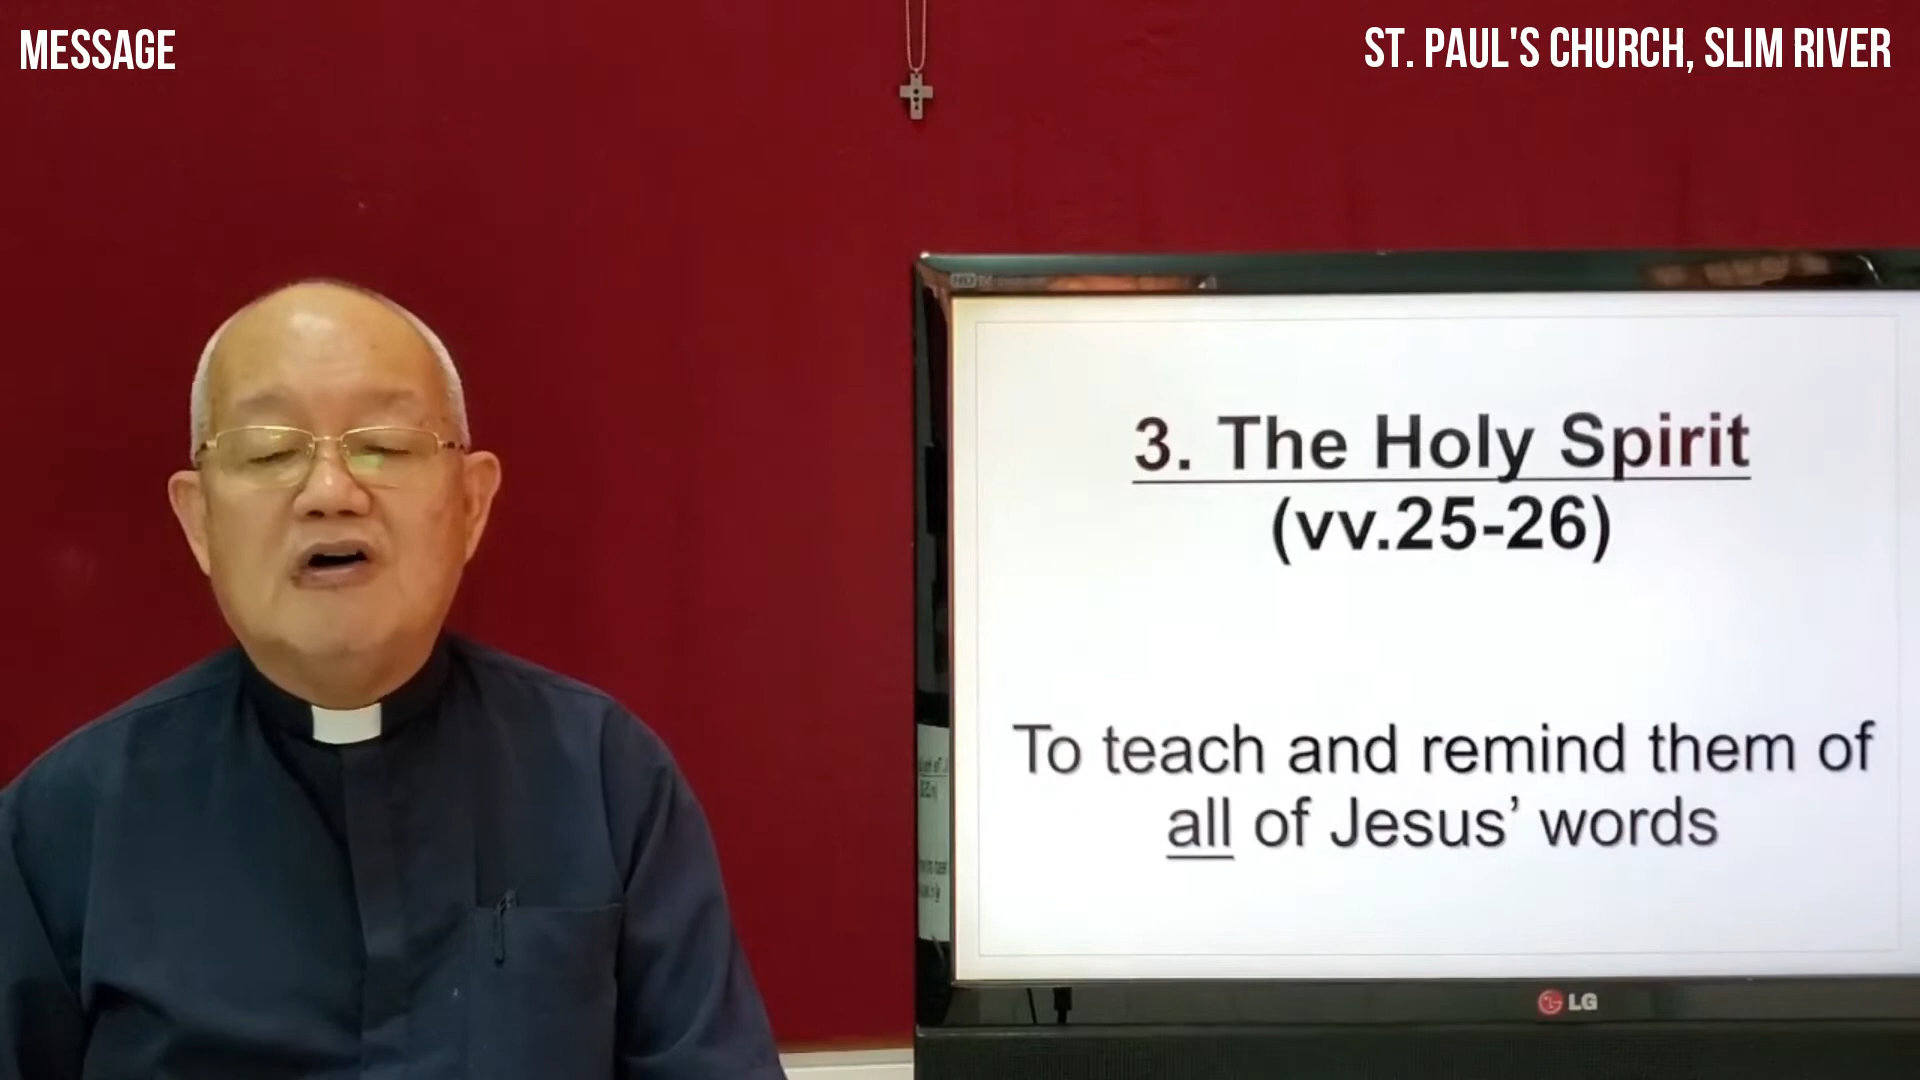 MESSAGE
ST. PAUL'S CHURCH, SLIM RIVER
3. The Holy Spirit
(vv.25-26)
To teach and remind them of
all of Jesus’ words
LG